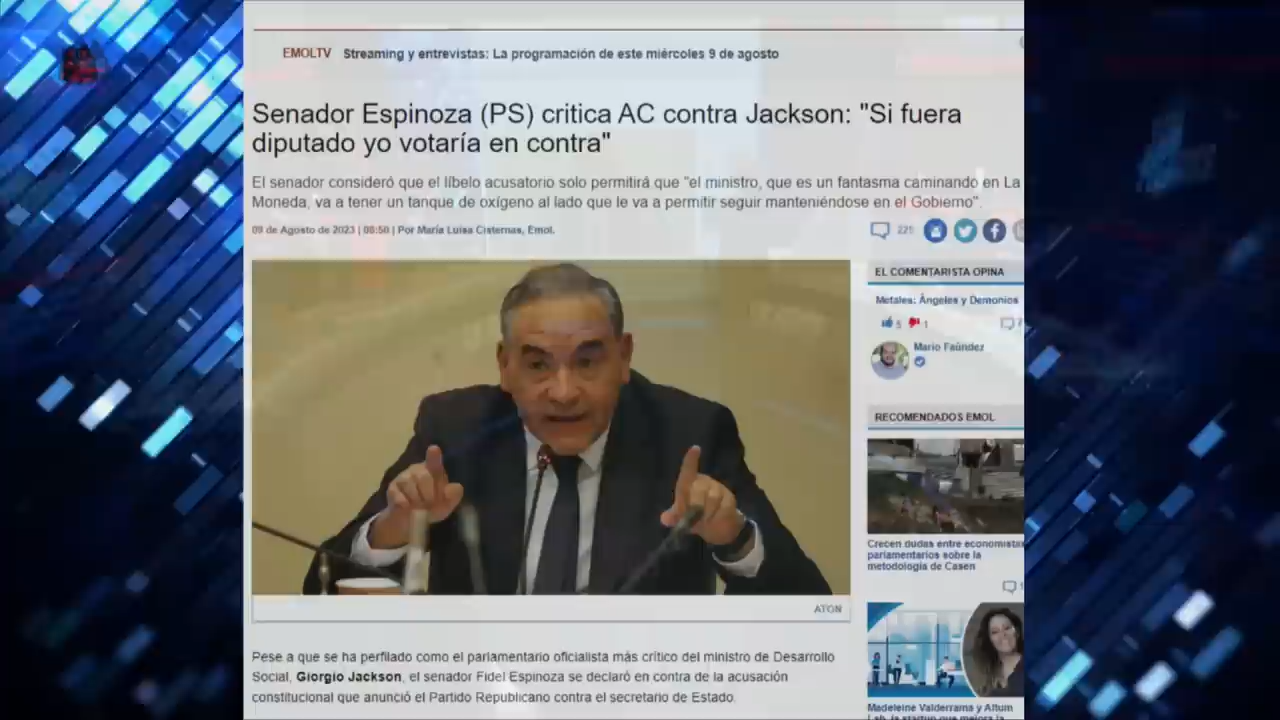 EMOLTV Streaming y entrevistas: La programación de este miércoles 9 de agosto
Senador Espinoza (PS) critica AC contra Jackson: "Si fuera
diputado yo votaría en contra"
El senador consideró que el líbelo acusatorio solo permitirá que "el ministro, que es un fantasma caminando en La
Moneda, va a tener un tanque de oxígeno al lado que le va a permitir seguir manteniéndose en el Gobierno".
09 de Agosto de 2023 | 08:50 | Por María Luisa Cisternas, Emol.
225
EL COMENTARISTA OPINA
Metales: Ángeles y Demonios
5 1
Mario Faúndez
RECOMENDADOS EMOL
Crecen dudas entre economistas
parlamentarios sobre la
metodología de Casen
ATON
Pese a que se ha perfilado como el parlamentario oficialista más crítico del ministro de Desarrollo
Social, Giorgio Jackson, el senador Fidel Espinoza se declaró en contra de la acusación
constitucional que anunció el Partido Republicano contra el secretario de Estado.
Madeleine Valderrama y Altum
Lab, la startup que mejora la